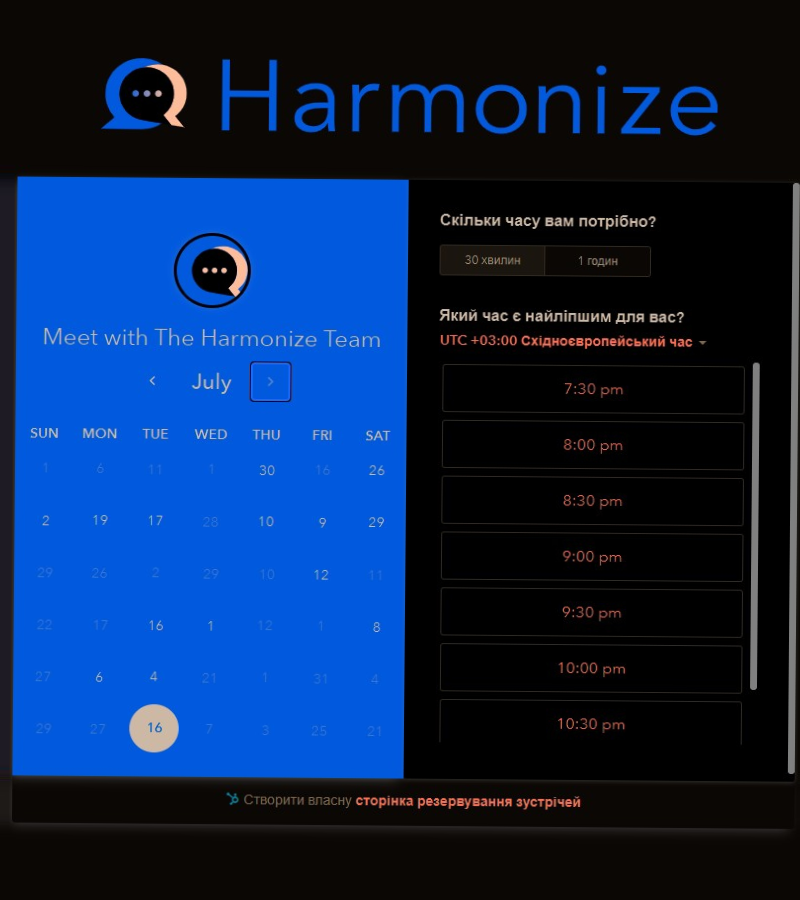 Harmonize
Meet with The Harmonize Team
July
SUN MON TUE WED THU FRI SAT
1 6 11 1 30 16 26
2 19 17 28 10 9 29
29 26 2 29 10 12 11
22 17 16 1 12 1 8
27 6 4 21 1 31 4
29 27 16 7 3 25 21
Скільки часу вам потрібно?
30 хвилин 1 годин
Який час є найліпшим для вас?
UTC +03:00 Східноєвропейський час
7:30 pm
8:00 pm
8:30 pm
9:00 pm
9:30 pm
10:00 pm
10:30 pm
Створити власну сторінка резервування зустрічей